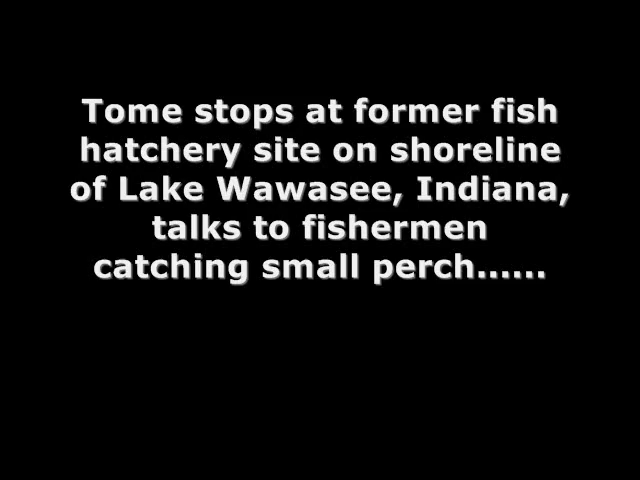 Tome stops at former fish
hatchery site on shoreline
of Lake Wawasee, Indiana,
talks to fishermen
catching small perch......